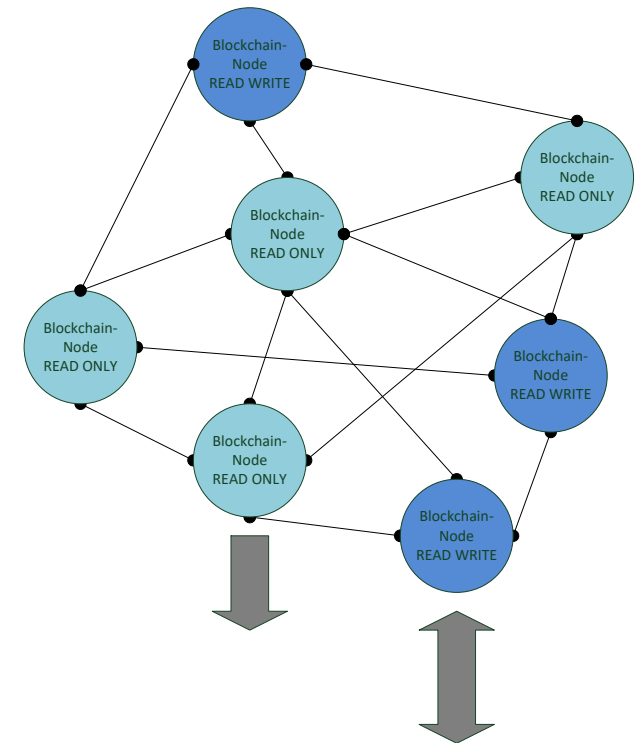 Blockchain-
Node
READ WRITE
Blockchain-
Node
READ ONLY
Blockchain-
Node
READ ONLY
Blockchain-
Node
READ ONLY
Blockchain-
Node
READ WRITE
Blockchain-
Node
READ ONLY
Blockchain-
Node
READ WRITE